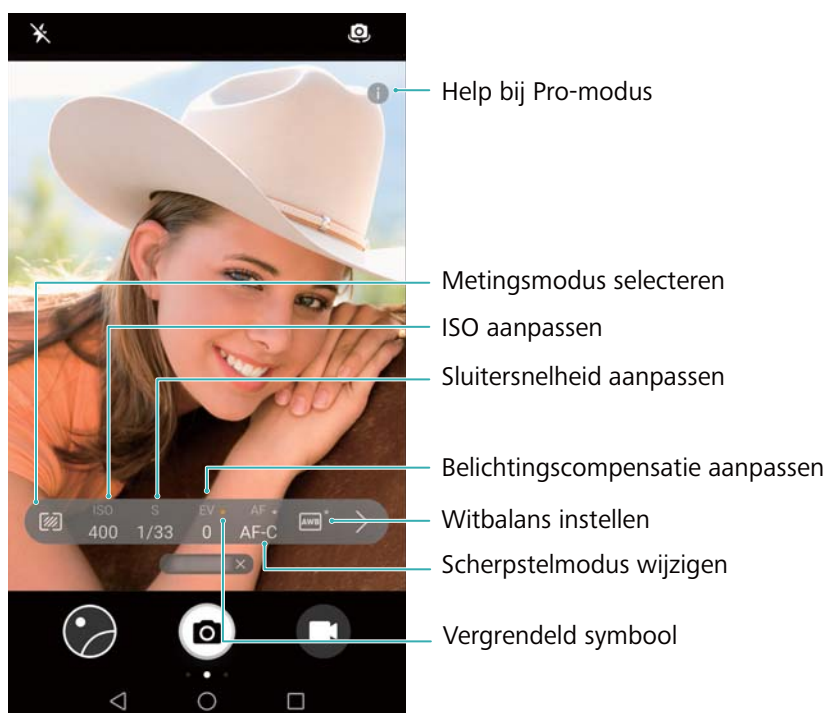 Help bij Pro-modus
Metingsmodus selecteren
ISO aanpassen
Sluitersnelheid aanpassen
Belichtingscompensatie aanpassen
Witbalans instellen
Scherpstelmodus wijzigen
Vergrendeld symbool
ISO S EV AF
400 1/33 0 AF-C AWB